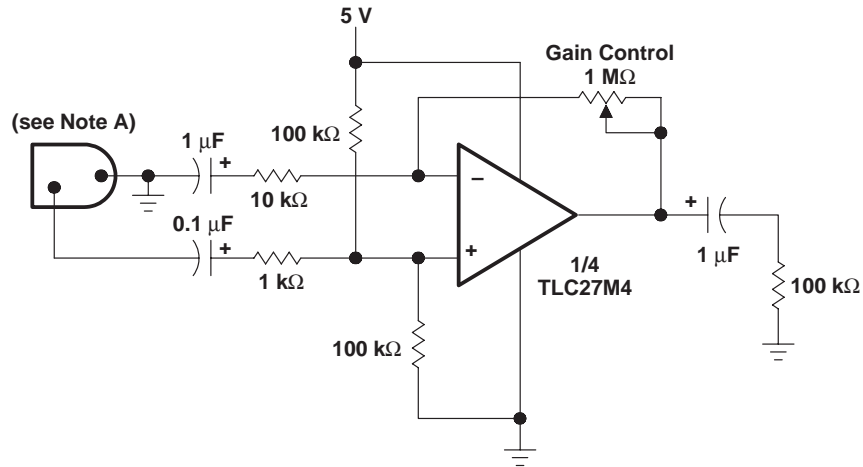 5 V
Gain Control
1 MΩ
(see Note A)
1 μF
+
100 kΩ
10 kΩ
−
0.1 μF
+
1 kΩ
+
+
1/4
TLC27M4
1 μF
100 kΩ
100 kΩ